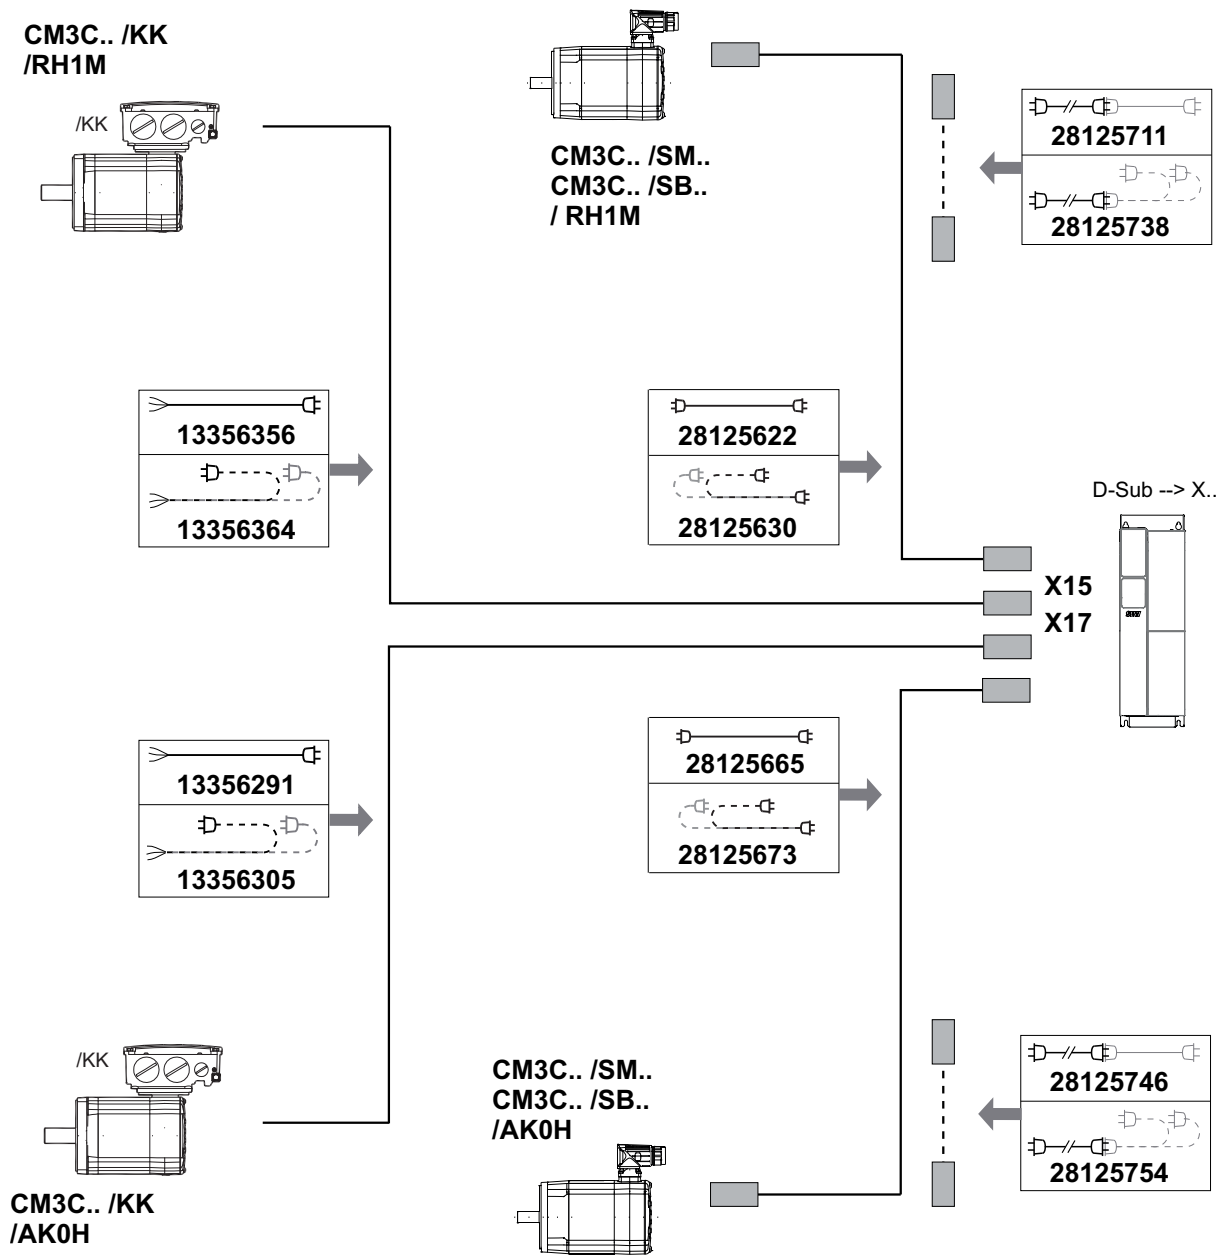 CM3C.. /KK
/RH1M
/KK
CM3C.. /SM..
CM3C.. /SB..
/ RH1M
28125711
28125738
13356356
13356364
28125622
28125630
D-Sub --> X..
X15
X17
13356291
13356305
28125665
28125673
/KK
CM3C.. /KK
/AK0H
CM3C.. /SM..
CM3C.. /SB..
/AK0H
28125746
28125754